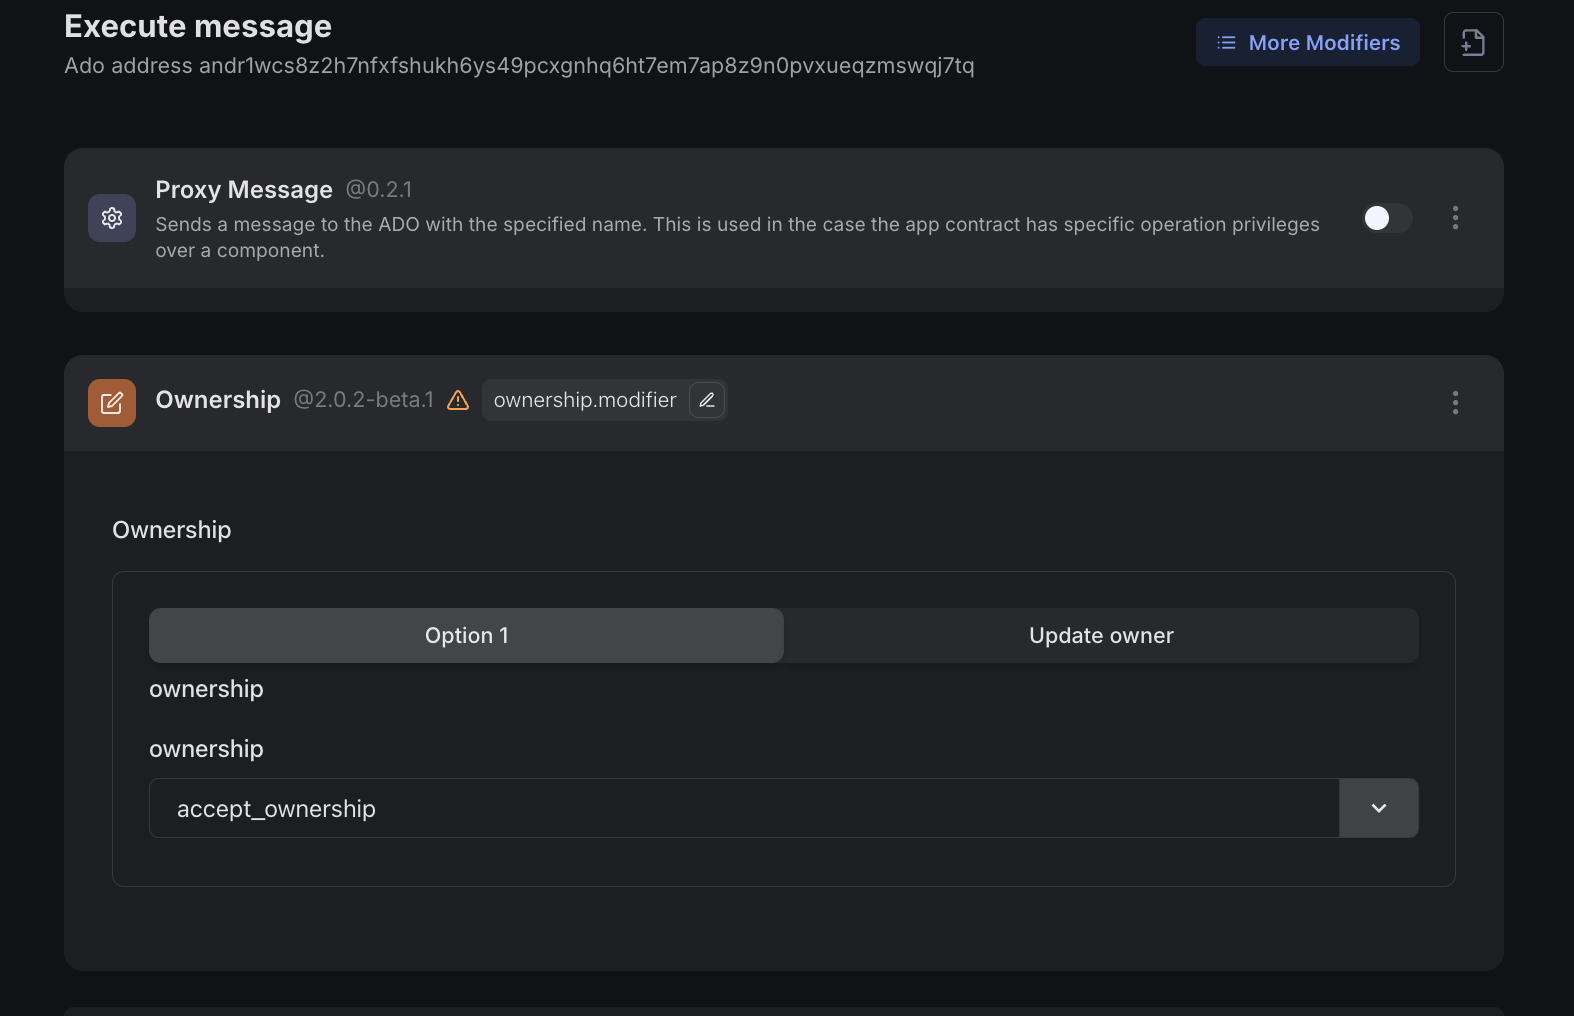 Execute message
Ado address andr1wcs8z2h7nfxfshukh6ys49pcxgnhq6ht7em7ap8z9n0pvxueqzmswqj7tq
More Modifiers
Proxy Message @0.2.1
Sends a message to the ADO with the specified name. This is used in the case the app contract has specific operation privileges
over a component.
Ownership @2.0.2-beta.1 ownership.modifier
Ownership
Option 1
Update owner
ownership
ownership
accept_ownership